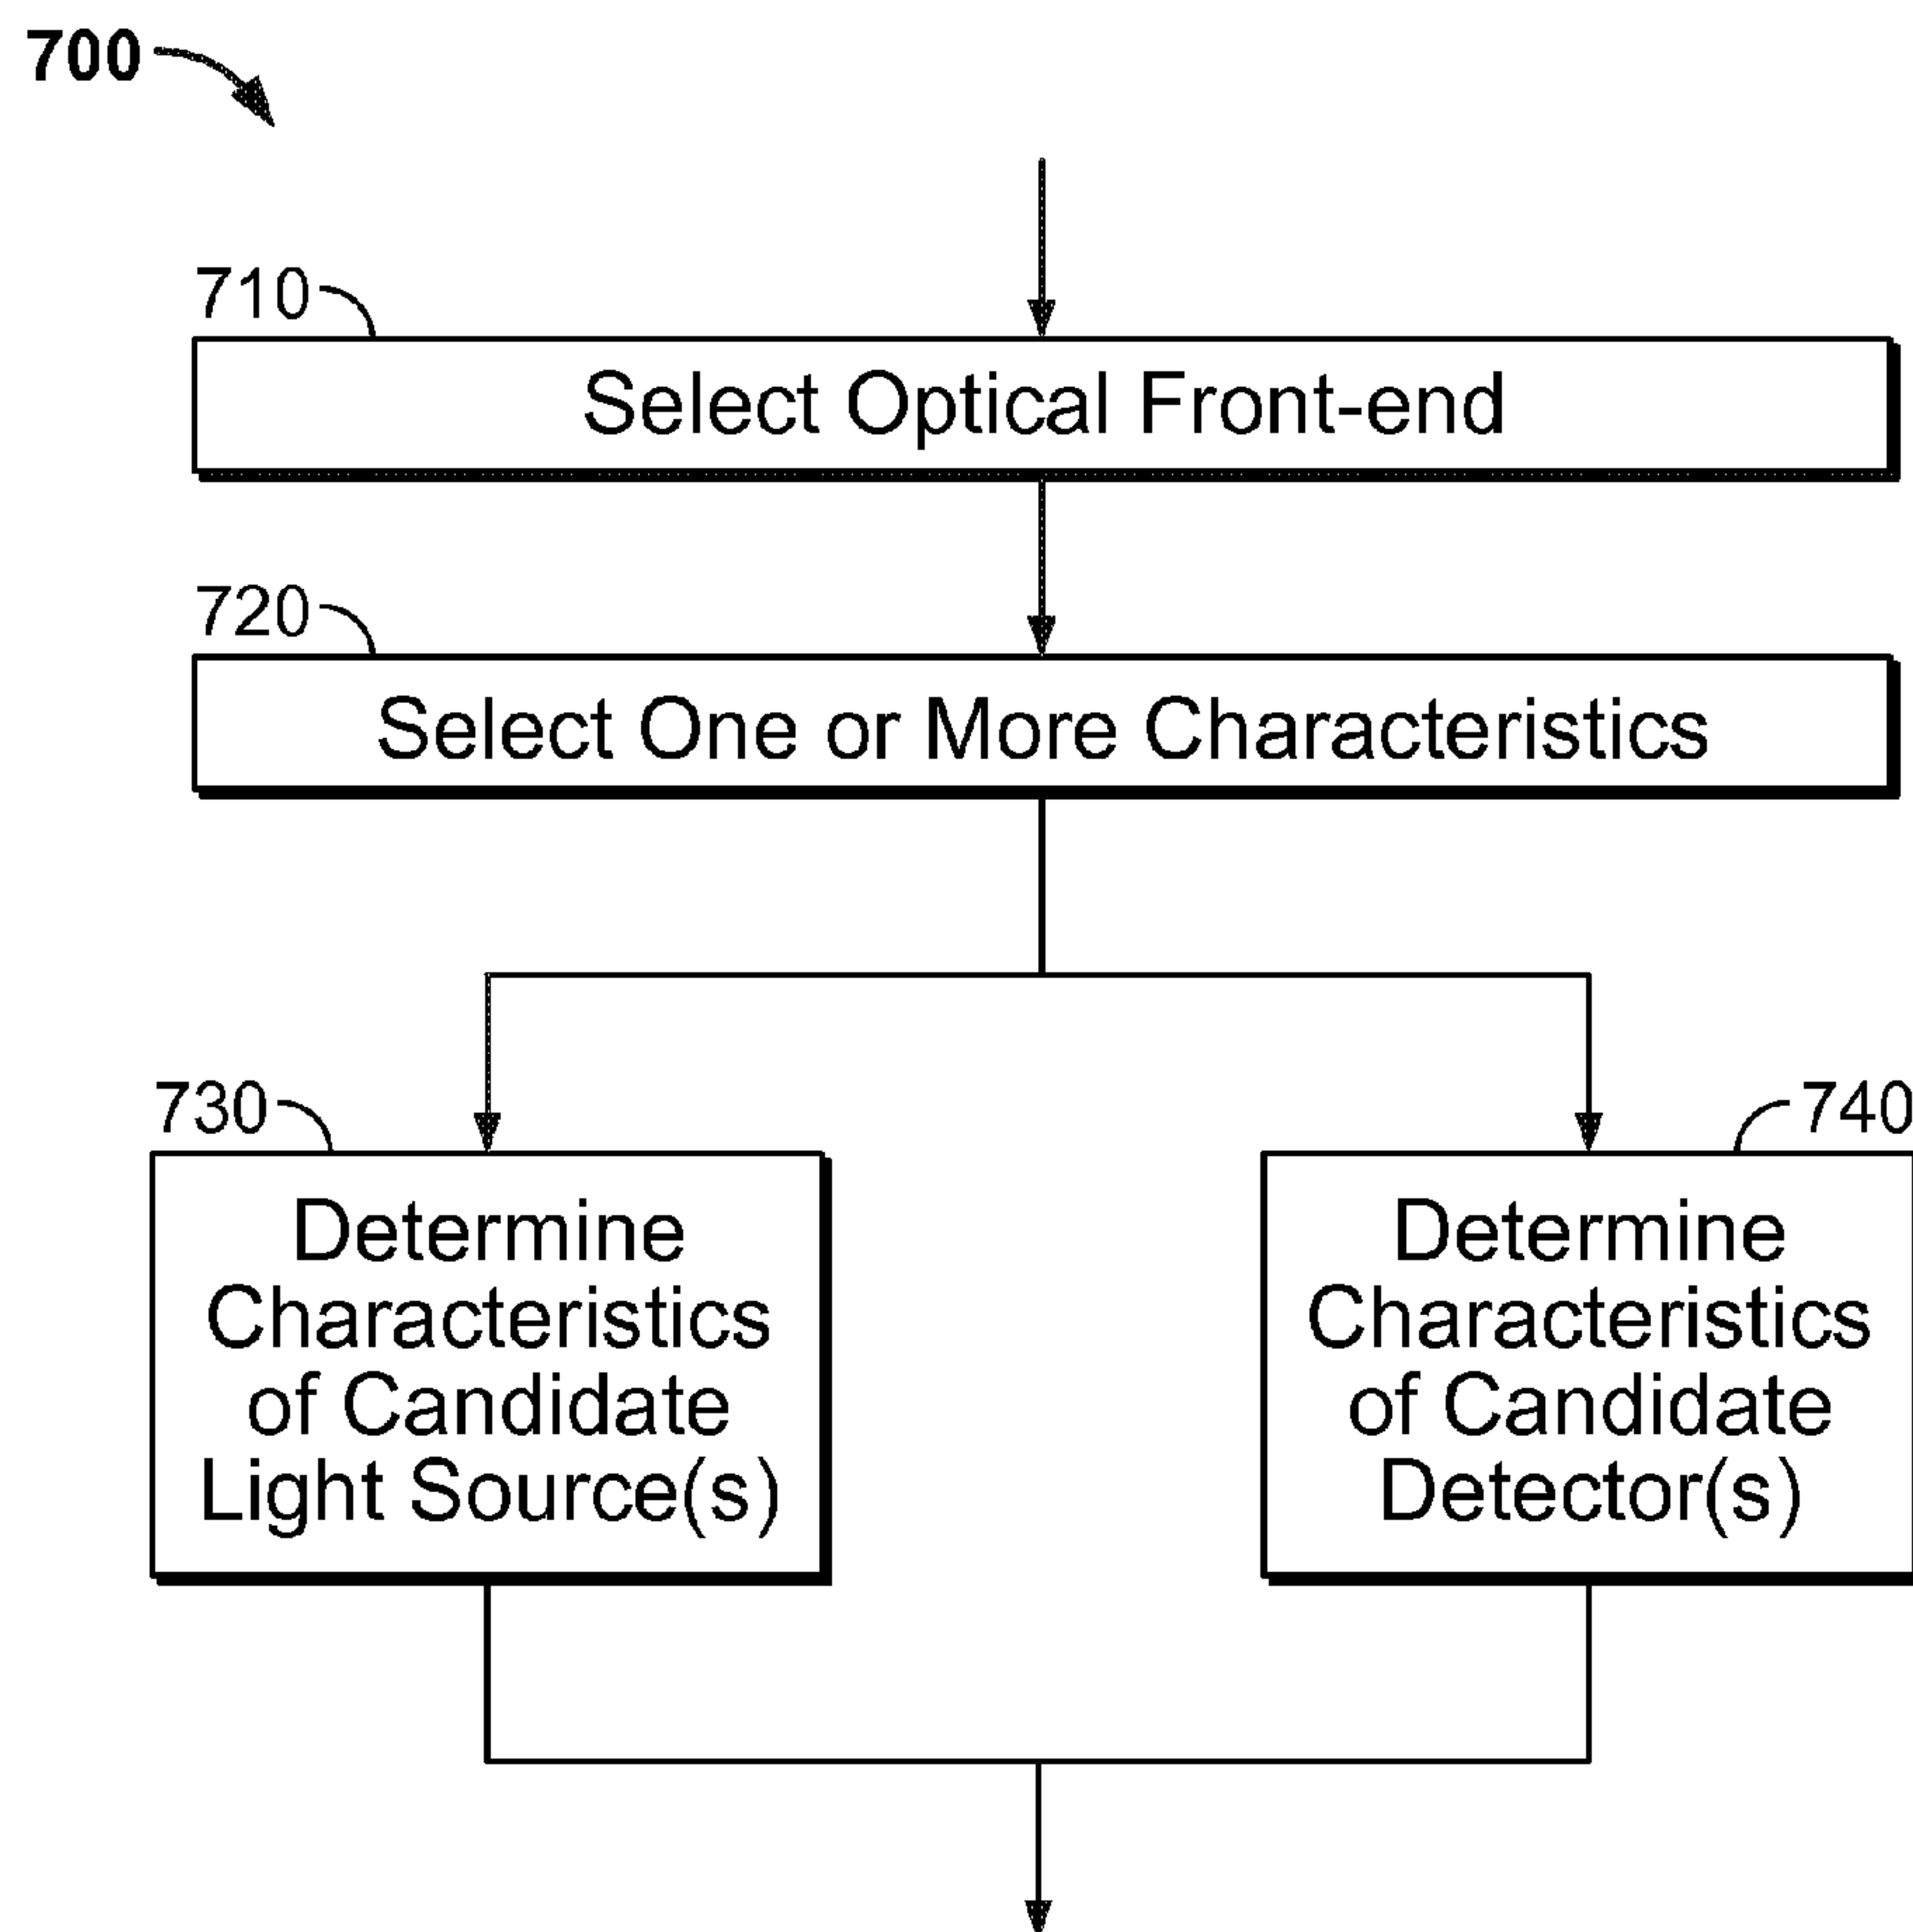 700
710
Select Optical Front-end
720
Select One or More Characteristics
730
Determine
Characteristics
of Candidate
Light Source(s)
740
Determine
Characteristics
of Candidate
Detector(s)